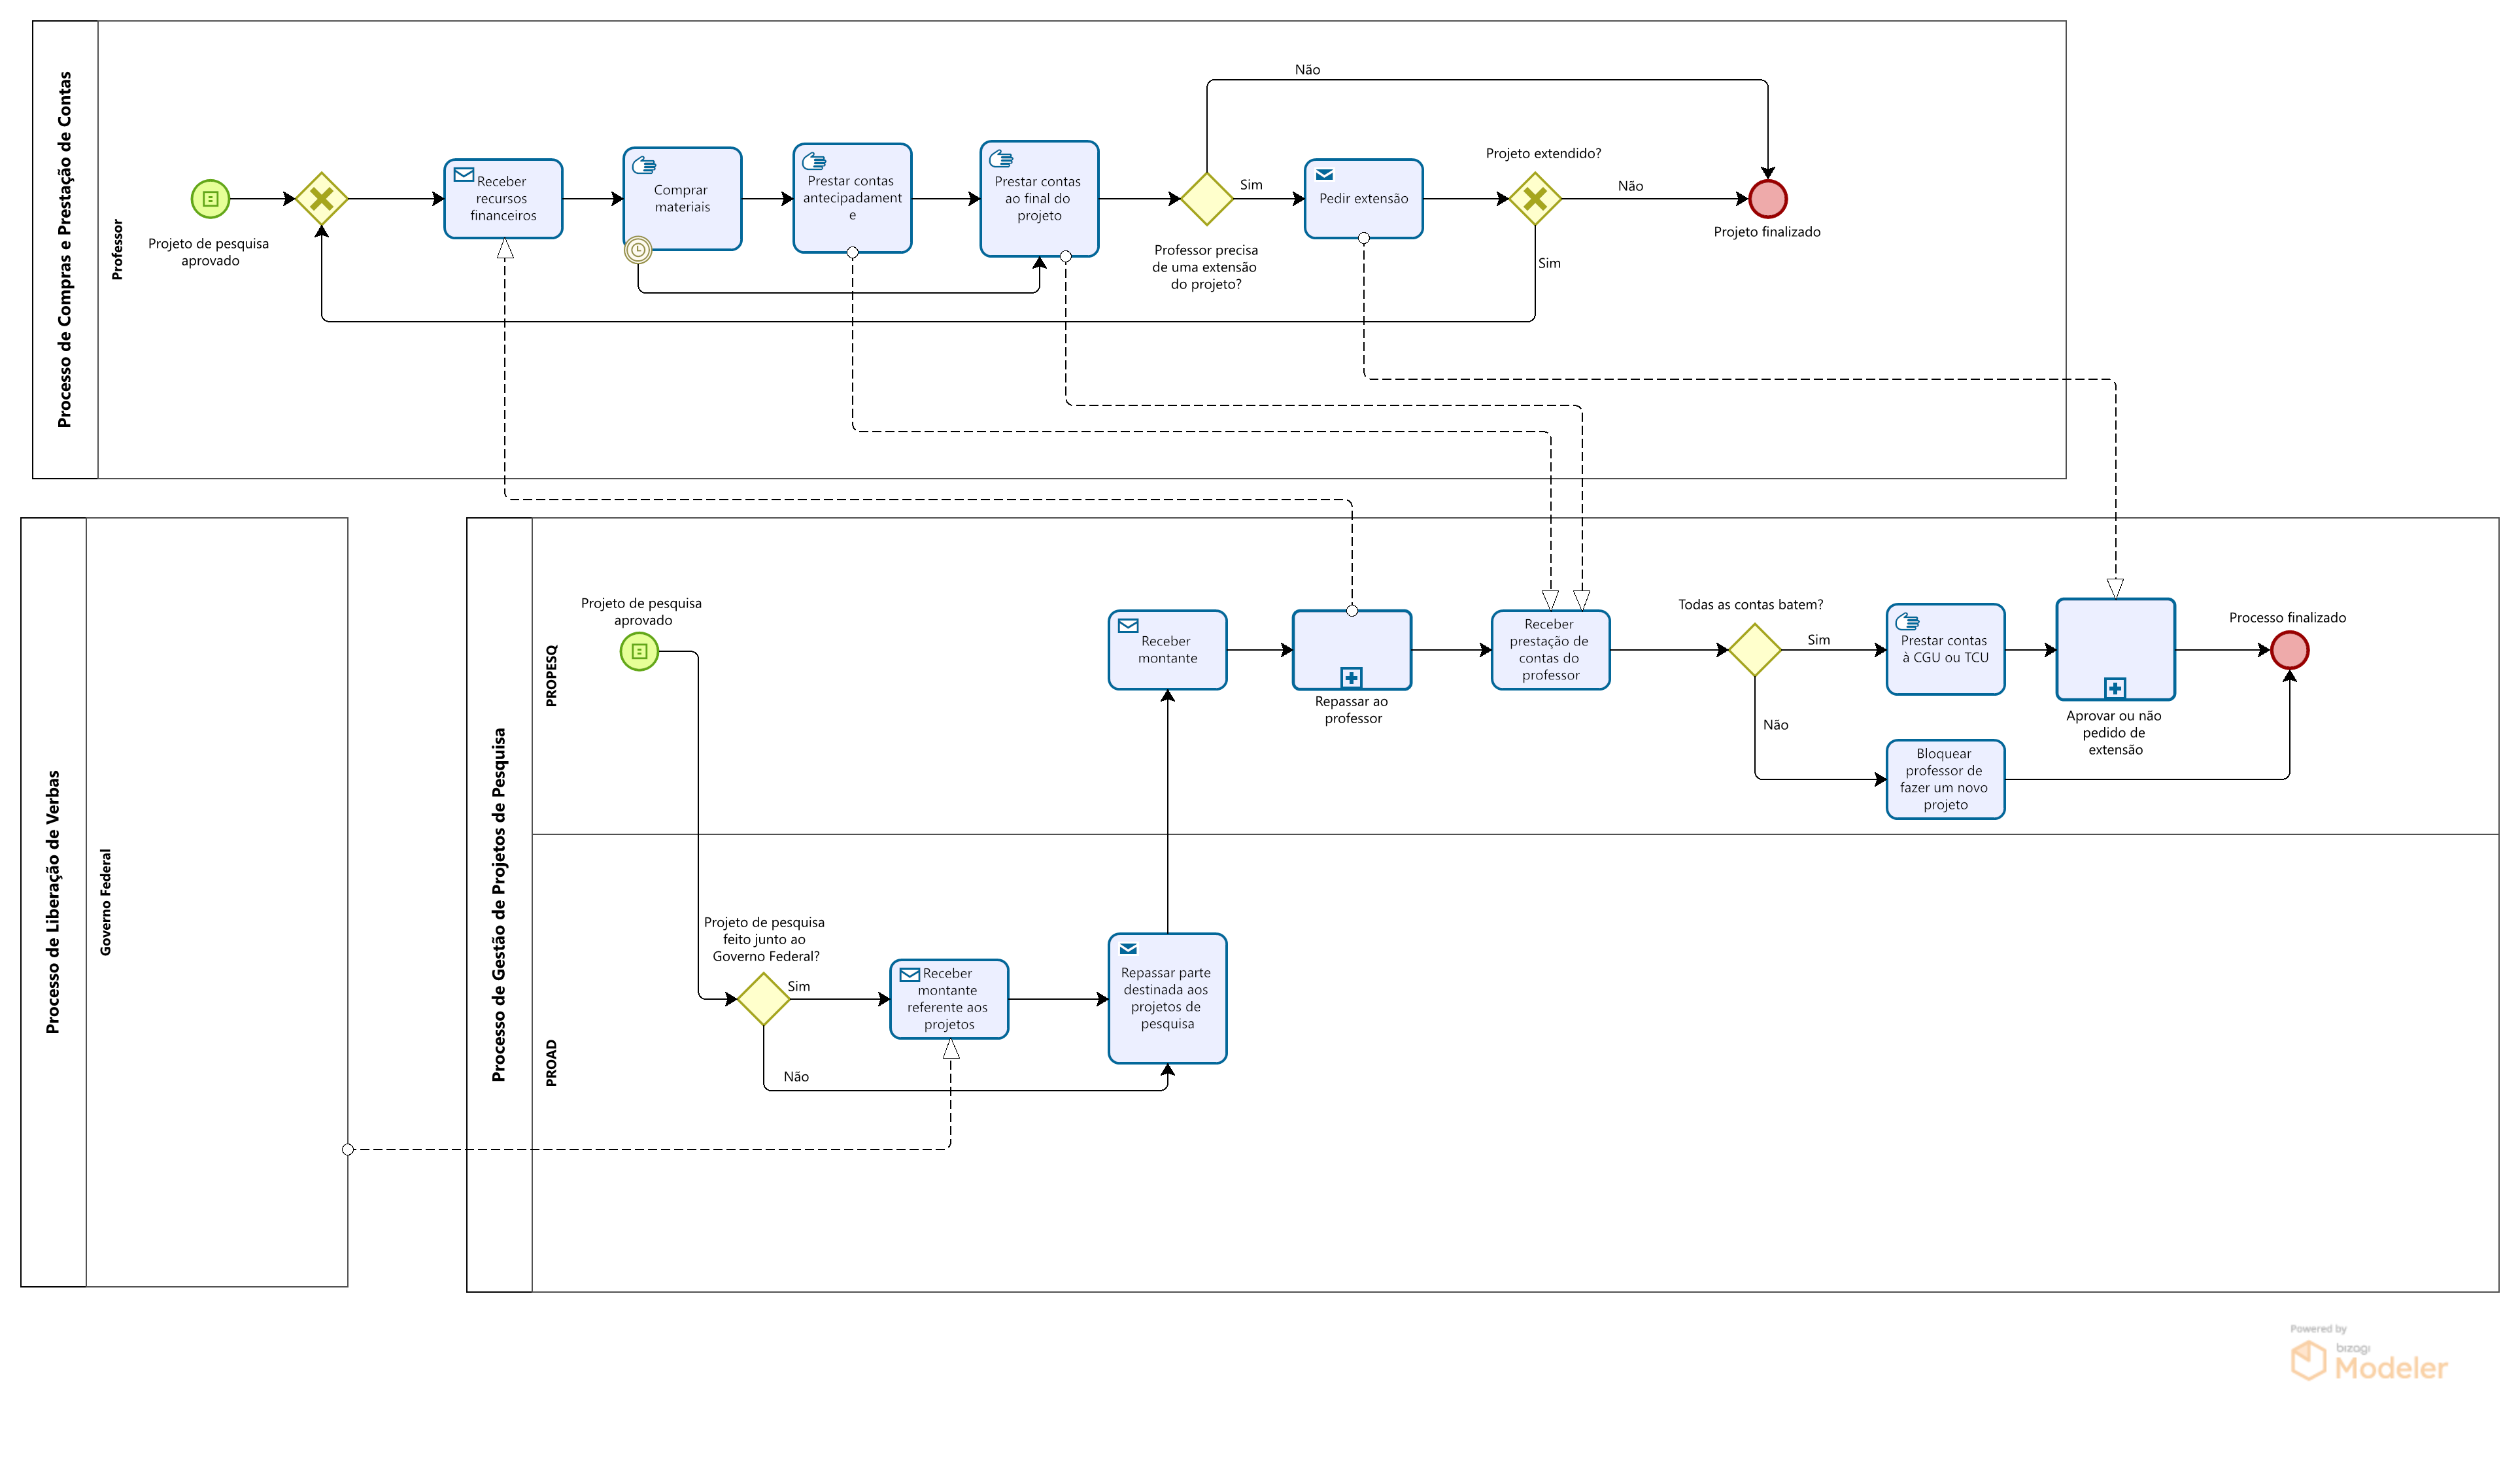 Processo de Compras e Prestação de Contas
Professor
Projeto de pesquisa
aprovado
Receber
recursos
financeiros
Comprar
materiais
Prestar contas
antecipadament
e
Prestar contas
ao final do
projeto
Não
Sim
Professor precisa
de uma extensão
do projeto?
Pedir extensão
Projeto extendido?
Não
Sim
Projeto finalizado
Processo de Liberação de Verbas
Governo Federal
Processo de Gestão de Projetos de Pesquisa
PROPESQ
Projeto de pesquisa
aprovado
Receber
montante
Repassar ao
professor
Receber
prestação de
contas do
professor
Todas as contas batem?
Sim
Não
Prestar contas
à CGU ou TCU
Bloquear
professor de
fazer um novo
projeto
Aprovar ou não
pedido de
extensão
Processo finalizado
PROAD
Projeto de pesquisa
feito junto ao
Governo Federal?
Sim
Não
Receber
montante
referente aos
projetos
Repassar parte
destinada aos
projetos de
pesquisa
Powered by
bizagi
Modeler